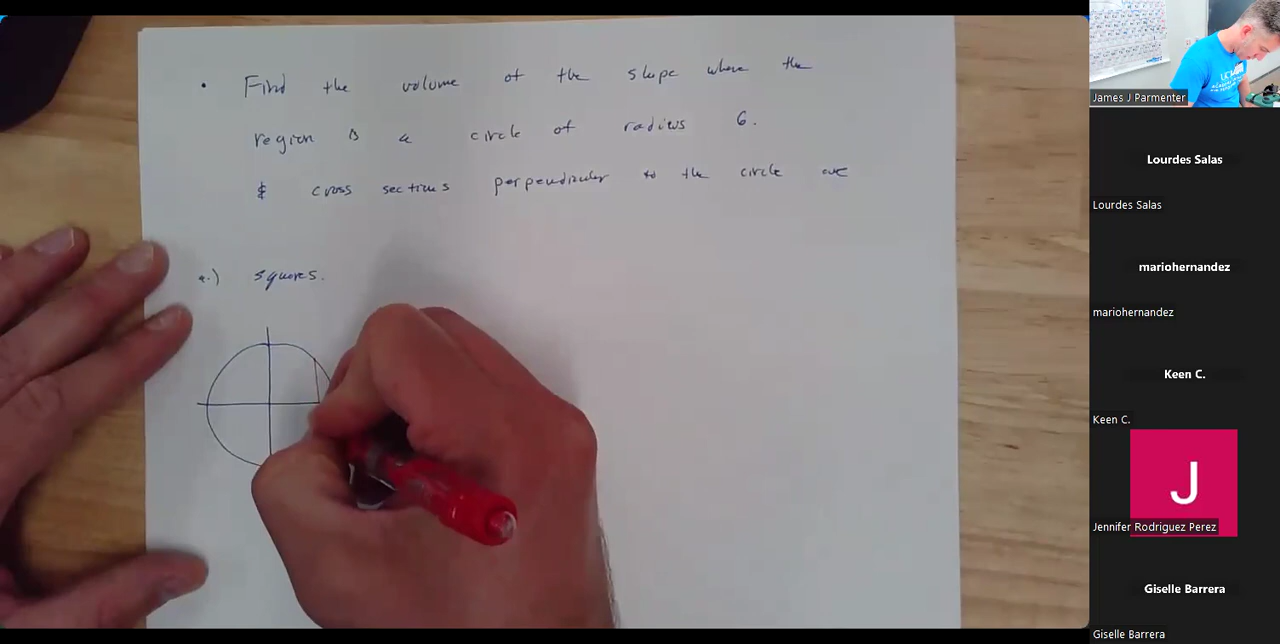 • Find the volume of the slope where the
region is a circle of radius 6.
& cross sections perpendicular to the circle are
a.) squares.
James J Parmenter
Lourdes Salas
Lourdes Salas
mariohernandez
mariohernandez
Keen C.
Keen C.
J
Jennifer Rodriguez Perez
Giselle Barrera
Giselle Barrera